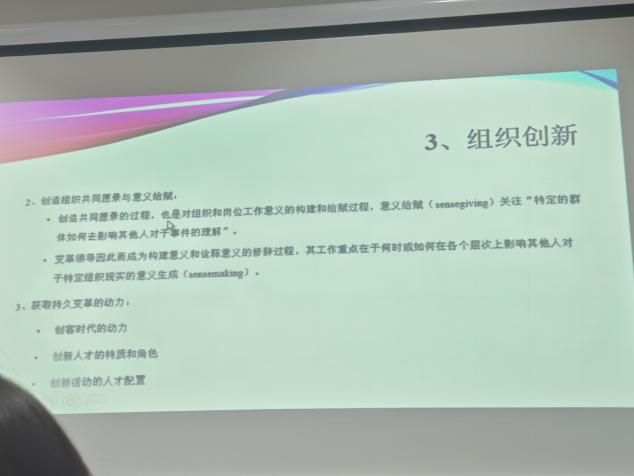 3、组织创新
2、创造组织共同愿景与意义给赋：
• 创造共同愿景的过程，也是对组织和岗位工作意义的构建和给赋过程，意义给赋（sensegiving）关注“特定的群
体如何去影响其他人对于事件的理解”。
• 变革领导因此而成为构建意义和诠释意义的修辞过程，其工作重点在于何时或如何在各个层次上影响其他人对
于特定组织现实的意义生成（sensemaking）。
3、获取持久变革的动力：
• 创客时代的动力
• 创新人才的特质和角色
• 创新活动的人才配置